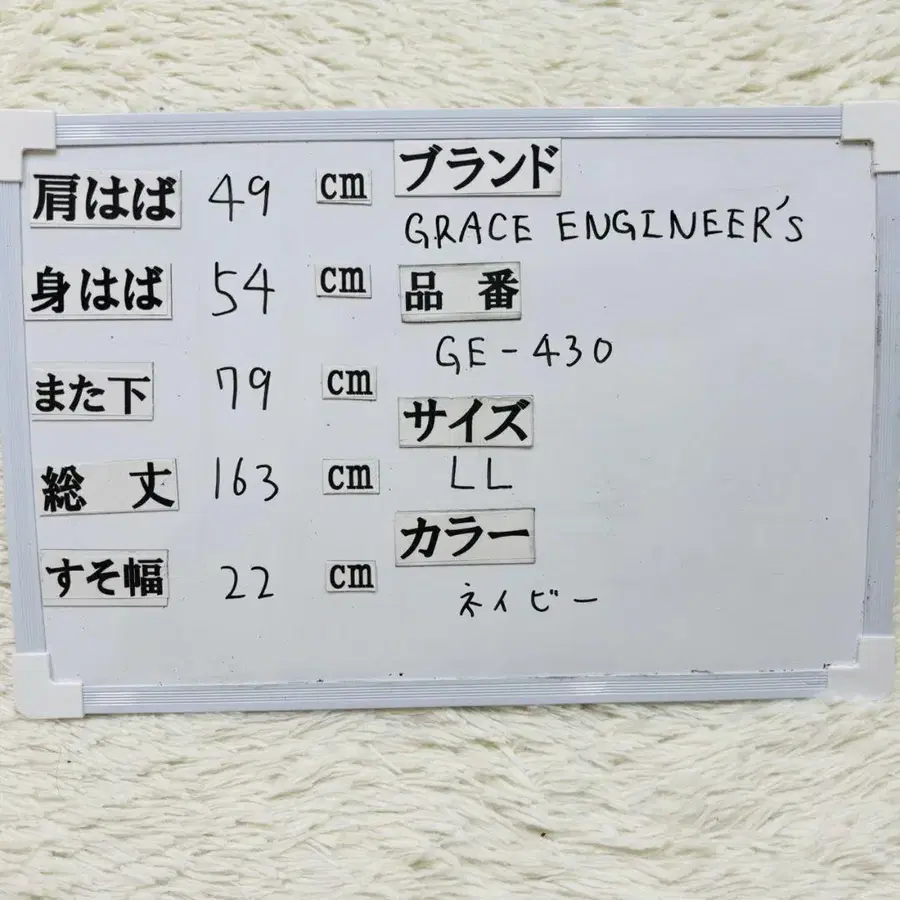 肩はば 49 cm
身はば 54 cm
また下 79 cm
総丈 163 cm
すそ幅 22 cm
ブランド
GRACE ENGINEER's
品番
GE-430
サイズ
LL
カラー
ネイビー